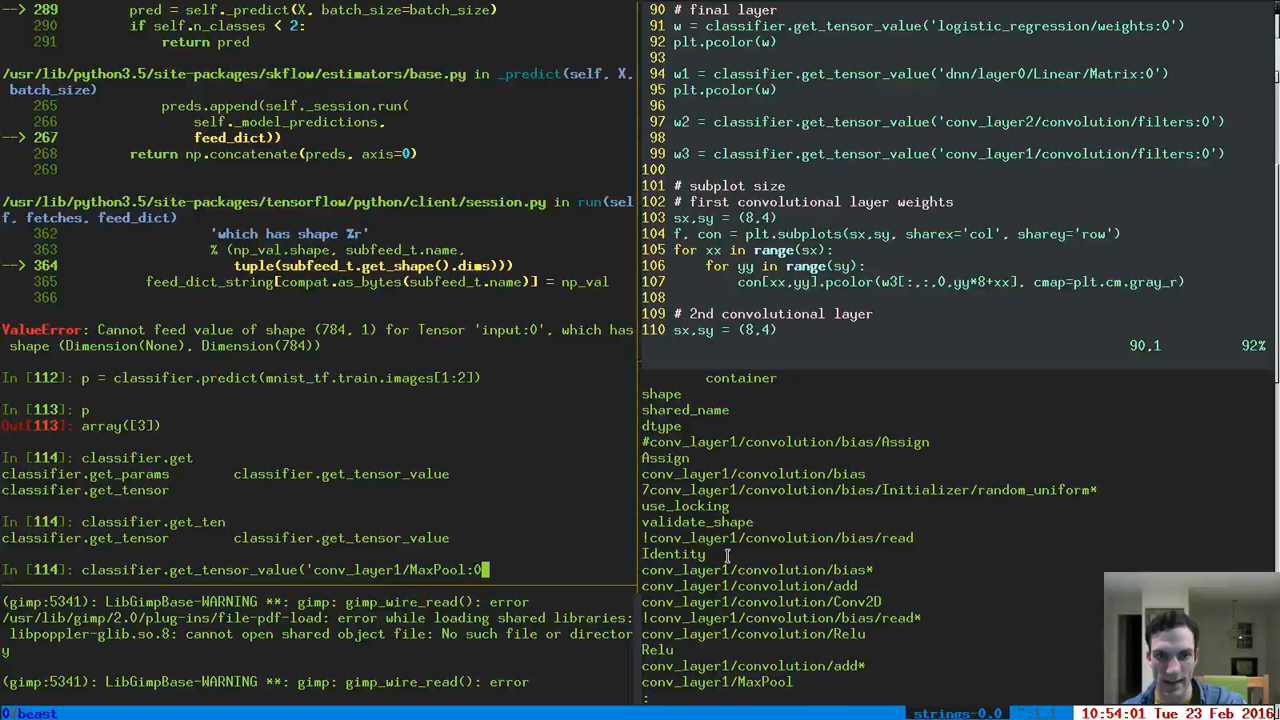 --> 289         pred = self._predict(X, batch_size=batch_size)
    290         if self.n_classes < 2:
    291             return pred
/usr/lib/python3.5/site-packages/skflow/estimators/base.py in _predict(self, X,
 batch_size)
    265             preds.append(self._session.run(
    266                 self._model_predictions,
--> 267                 feed_dict))
    268         return np.concatenate(preds, axis=0)
    269
/usr/lib/python3.5/site-packages/tensorflow/python/client/session.py in run(sel
f, fetches, feed_dict)
    362                 'which has shape %r'
    363                 % (np_val.shape, subfeed_t.name,
--> 364                    tuple(subfeed_t.get_shape().dims)))
    365           feed_dict_string[compat.as_bytes(subfeed_t.name)] = np_val
    366
ValueError: Cannot feed value of shape (784, 1) for Tensor 'input:0', which has
 shape (Dimension(None), Dimension(784))
In [112]: p = classifier.predict(mnist_tf.train.images[1:2])
In [113]: p
Out[113]: array([3])
In [114]: classifier.get
classifier.get_params        classifier.get_tensor_value
classifier.get_tensor
In [114]: classifier.get_ten
classifier.get_tensor        classifier.get_tensor_value
In [114]: classifier.get_tensor_value('conv_layer1/MaxPool:0
(gimp:5341): LibGimpBase-WARNING **: gimp: gimp_wire_read(): error
/usr/lib/gimp/2.0/plug-ins/file-pdf-load: error while loading shared libraries:
 libpoppler-glib.so.8: cannot open shared object file: No such file or director
y
(gimp:5341): LibGimpBase-WARNING **: gimp: gimp_wire_read(): error
90 # final layer
91 w = classifier.get_tensor_value('logistic_regression/weights:0')
92 plt.pcolor(w)
93
94 w1 = classifier.get_tensor_value('dnn/layer0/Linear/Matrix:0')
95 plt.pcolor(w)
96
97 w2 = classifier.get_tensor_value('conv_layer2/convolution/filters:0')
98
99 w3 = classifier.get_tensor_value('conv_layer1/convolution/filters:0')
100
101 # subplot size
102 # first convolutional layer weights
103 sx,sy = (8,4)
104 f, con = plt.subplots(sx,sy, sharex='col', sharey='row')
105 for xx in range(sx):
106     for yy in range(sy):
107         con[xx,yy].pcolor(w3[:,:,0,yy*8+xx], cmap=plt.cm.gray_r)
108
109 # 2nd convolutional layer
110 sx,sy = (8,4)
90,1          92%
        container
shape
shared_name
dtype
#conv_layer1/convolution/bias/Assign
Assign
conv_layer1/convolution/bias
7conv_layer1/convolution/bias/Initializer/random_uniform*
use_locking
validate_shape
!conv_layer1/convolution/bias/read
Identity
conv_layer1/convolution/bias*
conv_layer1/convolution/add
conv_layer1/convolution/Conv2D
!conv_layer1/convolution/bias/read*
conv_layer1/convolution/Relu
Relu
conv_layer1/convolution/add*
conv_layer1/MaxPool
:
0 beast
strings-0.0
10:54:01 Tue 23 Feb 2016